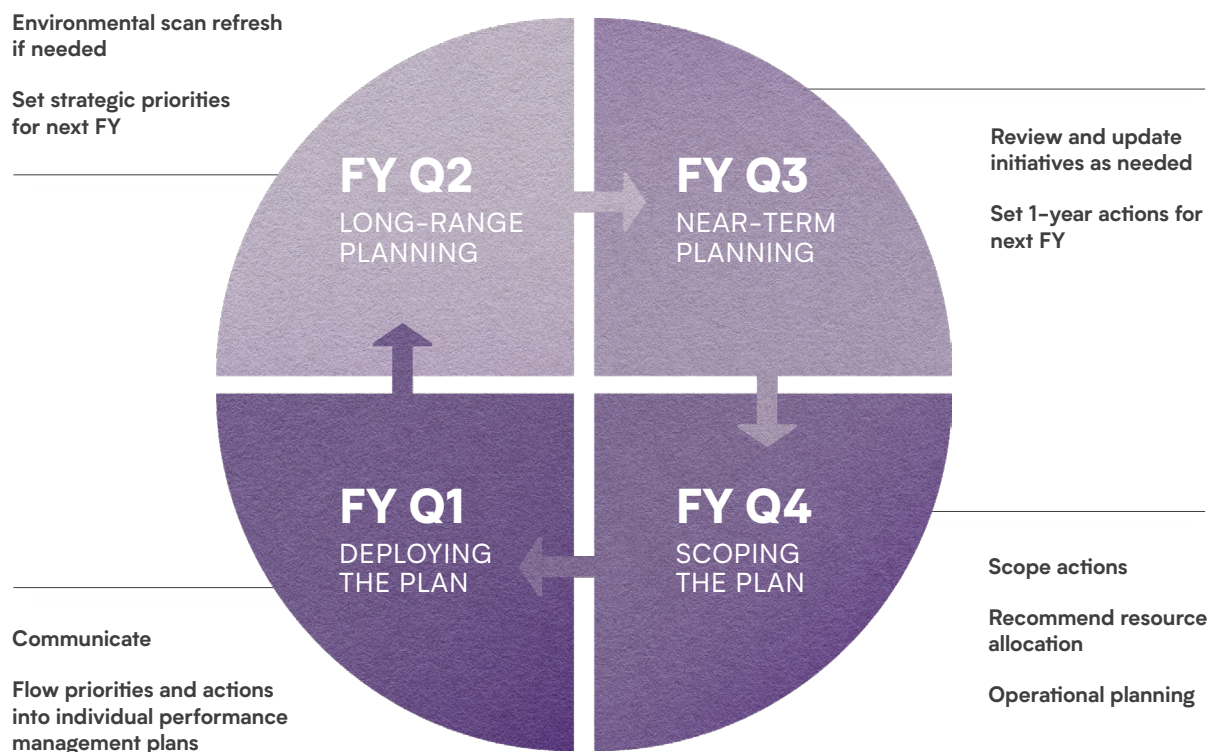 Environmental scan refresh
if needed
Set strategic priorities
for next FY
FY Q2
LONG-RANGE
PLANNING
FY Q3
NEAR-TERM
PLANNING
Review and update
initiatives as needed
Set 1-year actions for
next FY
FY Q1
DEPLOYING
THE PLAN
Communicate
Flow priorities and actions
into individual performance
management plans
FY Q4
SCOPING
THE PLAN
Scope actions
Recommend resource
allocation
Operational planning